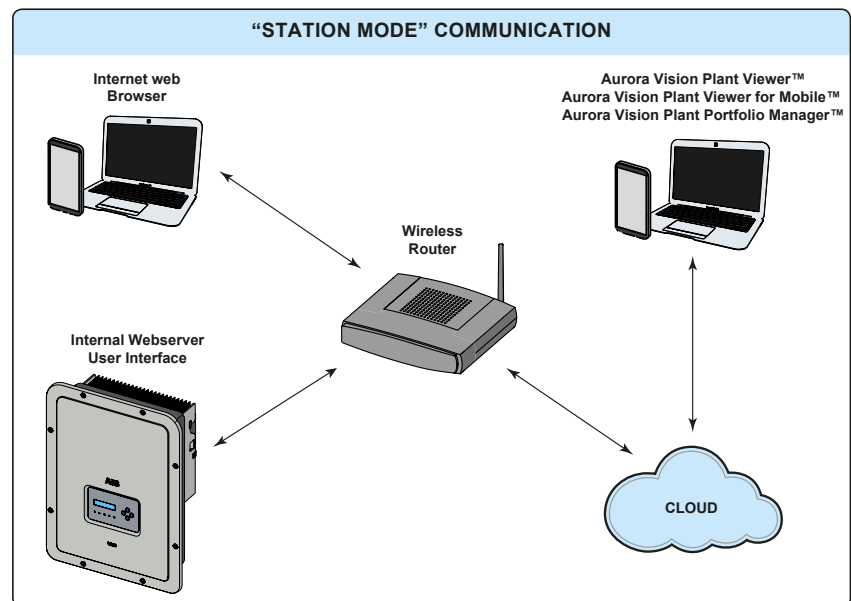 “STATION MODE” COMMUNICATION
Internet web
Browser
Aurora Vision Plant Viewer™
Aurora Vision Plant Viewer for Mobile™
Aurora Vision Plant Portfolio Manager™
Wireless
Router
Internal Webserver
User Interface
ABB
CLOUD